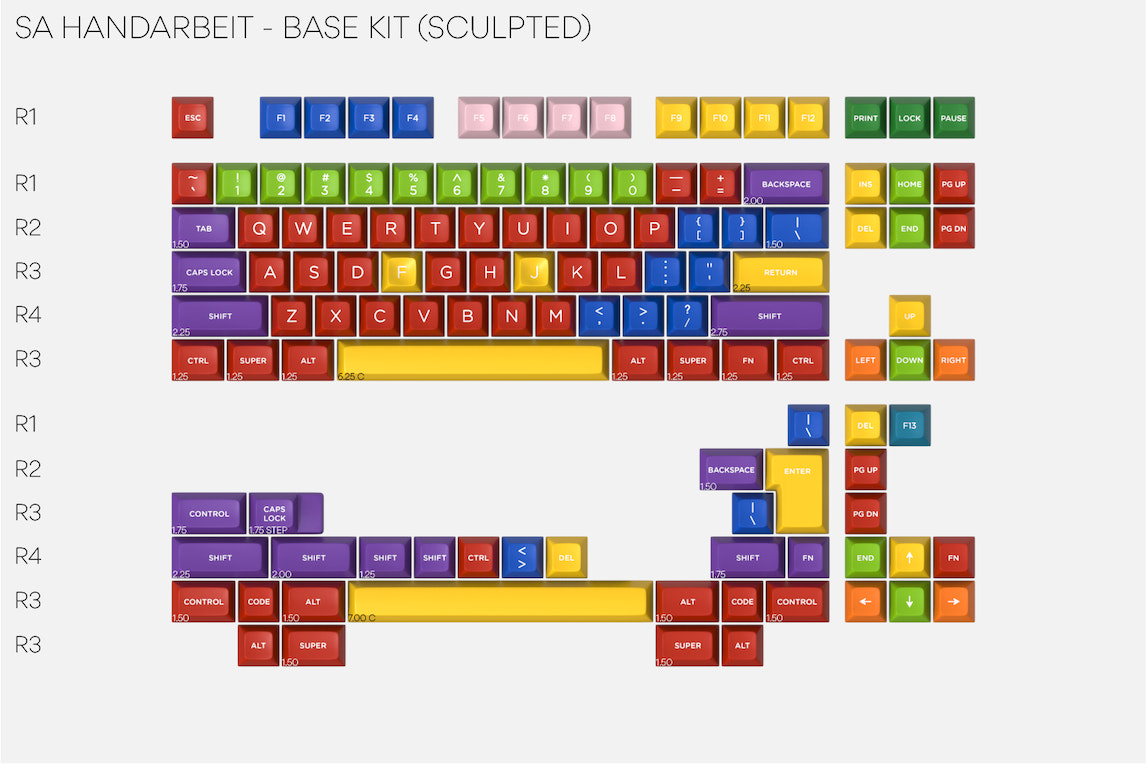 SA HANDARBEIT - BASE KIT (SCULPTED)
R1 ESC F1 F2 F3 F4 F5 F6 F7 F8 F9 F10 F11 F12 PRINT LOCK PAUSE
R1 ~ ` ! 1 @ 2 # 3 $ 4 % 5 ^ 6 & 7 * 8 ( 9 ) 0 — – + = BACKSPACE 2.00 INS HOME PG UP
R2 TAB 1.50 Q W E R T Y U I O P { [ } ] | \ 1.50 DEL END PG DN
R3 CAPS LOCK 1.75 A S D F G H J K L : ; " ' RETURN 2.25
R4 SHIFT 2.25 Z X C V B N M < , > . ? / SHIFT 2.75 UP
R3 CTRL 1.25 SUPER 1.25 ALT 1.25 6.25 C ALT 1.25 SUPER 1.25 FN 1.25 CTRL 1.25 LEFT DOWN RIGHT
R1 | \ DEL F13
R2 BACKSPACE 1.50 ENTER PG UP
R3 CONTROL 1.75 CAPS LOCK 1.75 STEP | \ PG DN
R4 SHIFT 2.25 SHIFT 2.00 SHIFT 1.25 SHIFT CTRL < > DEL SHIFT 1.75 FN END ↑ FN
R3 CONTROL 1.50 CODE ALT 1.50 7.00 C ALT 1.50 CODE CONTROL 1.50 ← ↓ →
R3 ALT SUPER 1.50 SUPER 1.50 ALT